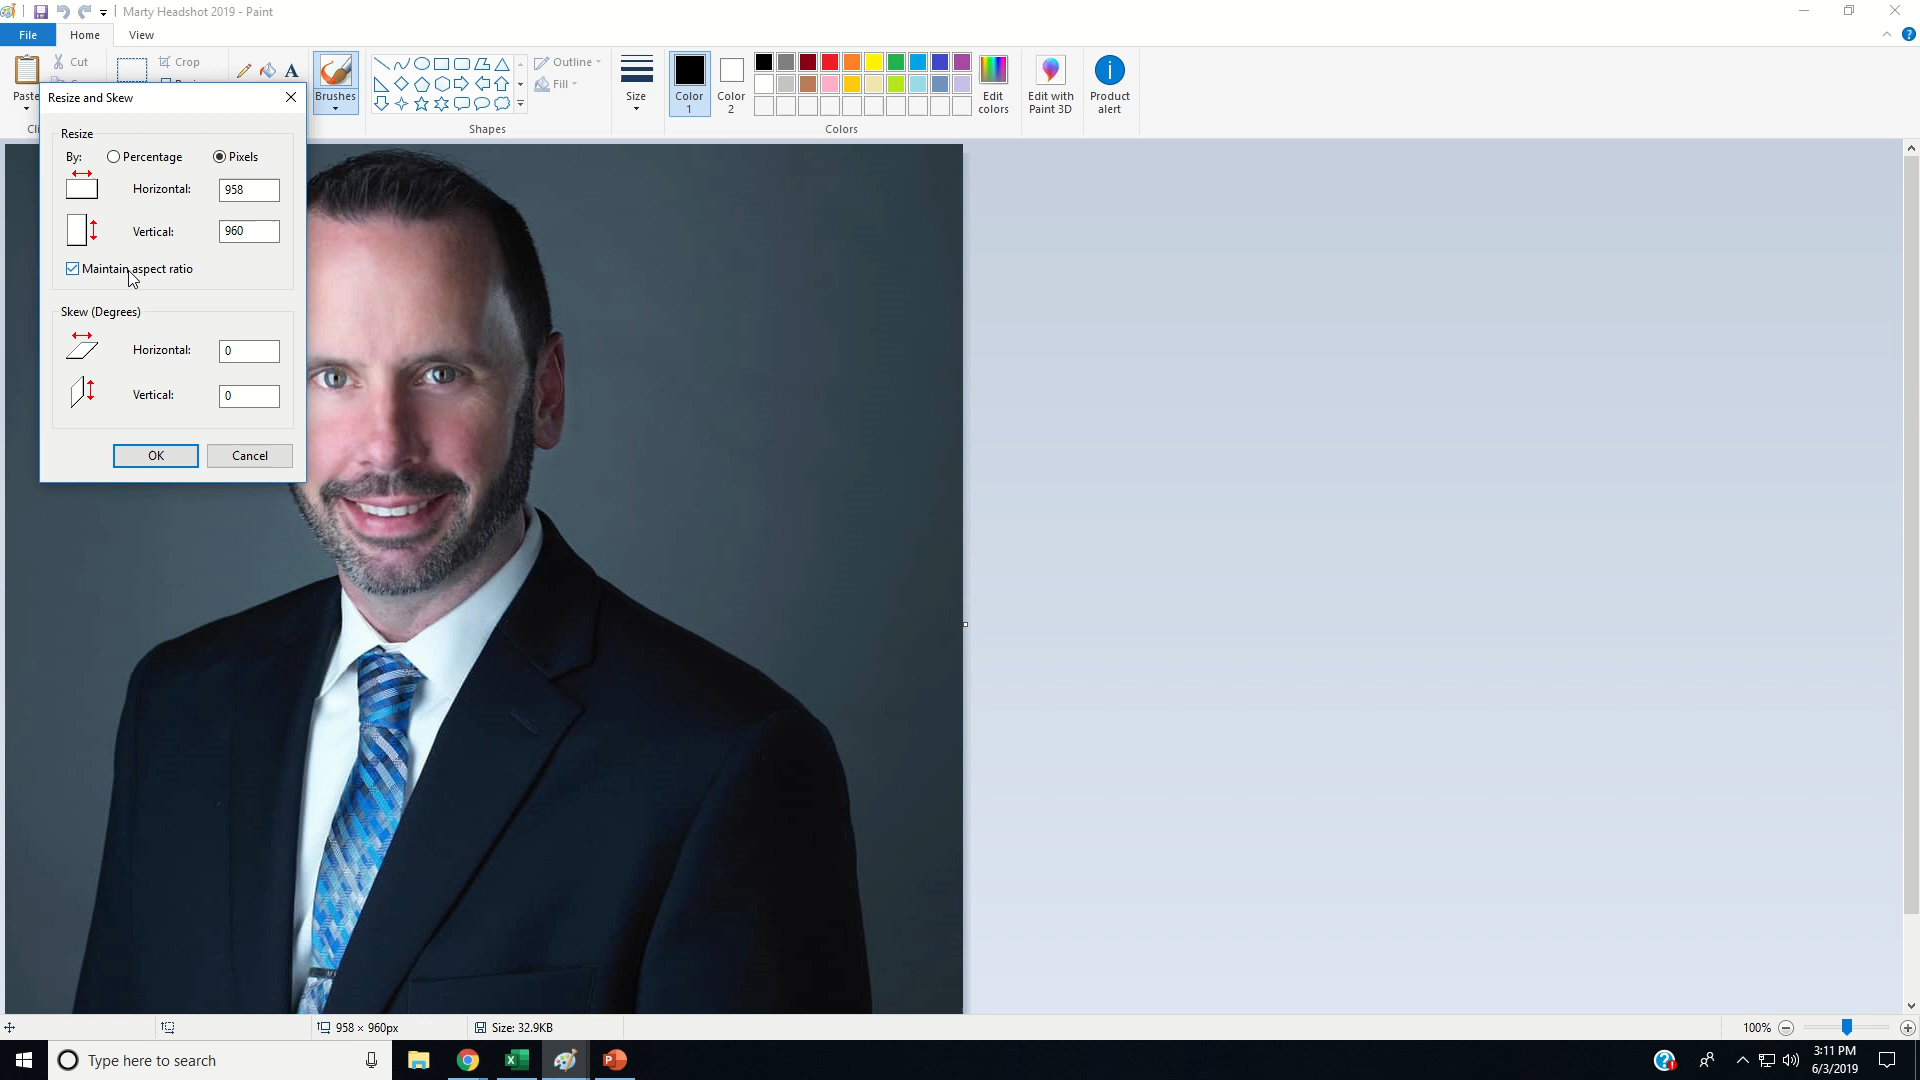 Marty Headshot 2019 - Paint
File
Home
View
Cut
Crop
Paste
Brushes
Outline
Fill
Shapes
Size
Color 1
Color 2
Edit colors
Colors
Edit with Paint 3D
Product alert
Resize and Skew
Resize
By:
Percentage
Pixels
Horizontal:
958
Vertical:
960
Maintain aspect ratio
Skew (Degrees)
Horizontal:
0
Vertical:
0
OK
Cancel
958 × 960px
Size: 32.9KB
100%
Type here to search
3:11 PM
6/3/2019